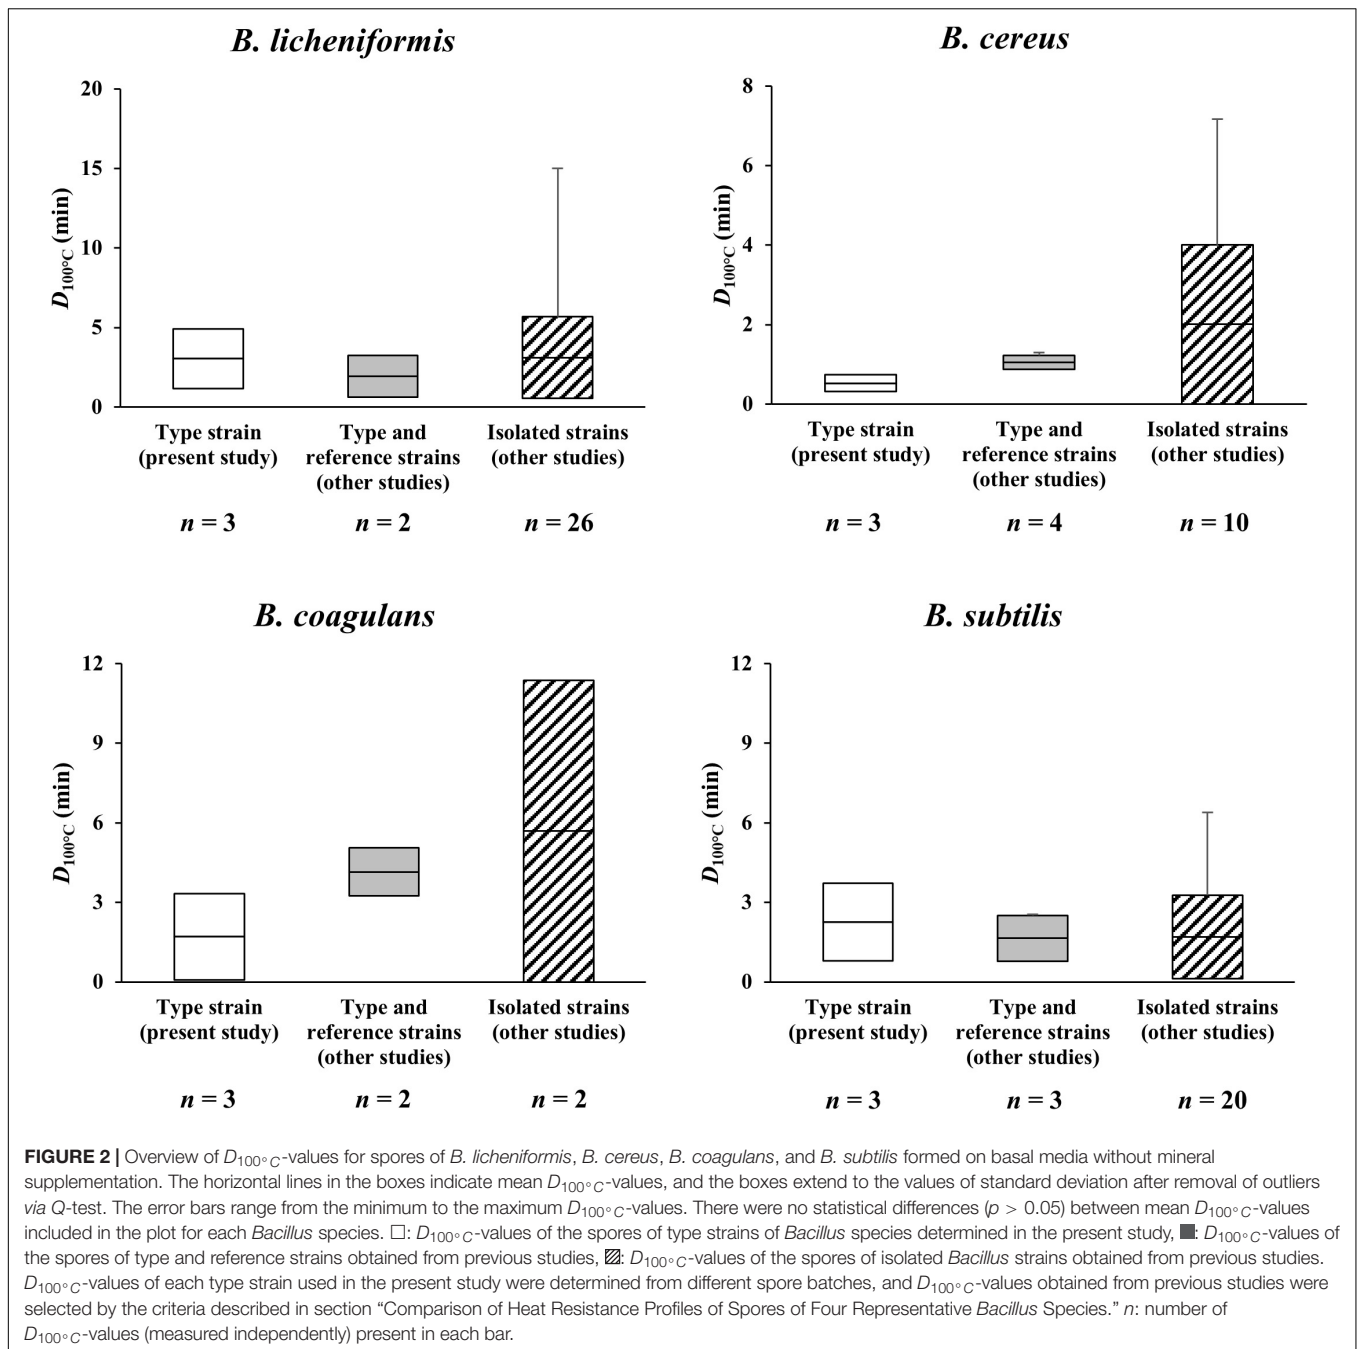 B. licheniformis
20
15
10
5
0
D100°C (min)
Type strain
(present study)
Type and
reference strains
(other studies)
Isolated strains
(other studies)
n = 3
n = 2
n = 26
B. cereus
8
6
4
2
0
D100°C (min)
Type strain
(present study)
Type and
reference strains
(other studies)
Isolated strains
(other studies)
n = 3
n = 4
n = 10
B. coagulans
12
9
6
3
0
D100°C (min)
Type strain
(present study)
Type and
reference strains
(other studies)
Isolated strains
(other studies)
n = 3
n = 2
n = 2
B. subtilis
12
9
6
3
0
D100°C (min)
Type strain
(present study)
Type and
reference strains
(other studies)
Isolated strains
(other studies)
n = 3
n = 3
n = 20
FIGURE 2 | Overview of D100°C-values for spores of B. licheniformis, B. cereus, B. coagulans, and B. subtilis formed on basal media without mineral
supplementation. The horizontal lines in the boxes indicate mean D100°C-values, and the boxes extend to the values of standard deviation after removal of outliers
via Q-test. The error bars range from the minimum to the maximum D100°C-values. There were no statistical differences (p > 0.05) between mean D100°C-values
included in the plot for each Bacillus species. □: D100°C-values of the spores of type strains of Bacillus species determined in the present study, ■: D100°C-values of
the spores of type and reference strains obtained from previous studies, ▨: D100°C-values of the spores of isolated Bacillus strains obtained from previous studies.
D100°C-values of each type strain used in the present study were determined from different spore batches, and D100°C-values obtained from previous studies were
selected by the criteria described in section “Comparison of Heat Resistance Profiles of Spores of Four Representative Bacillus Species.” n: number of
D100°C-values (measured independently) present in each bar.